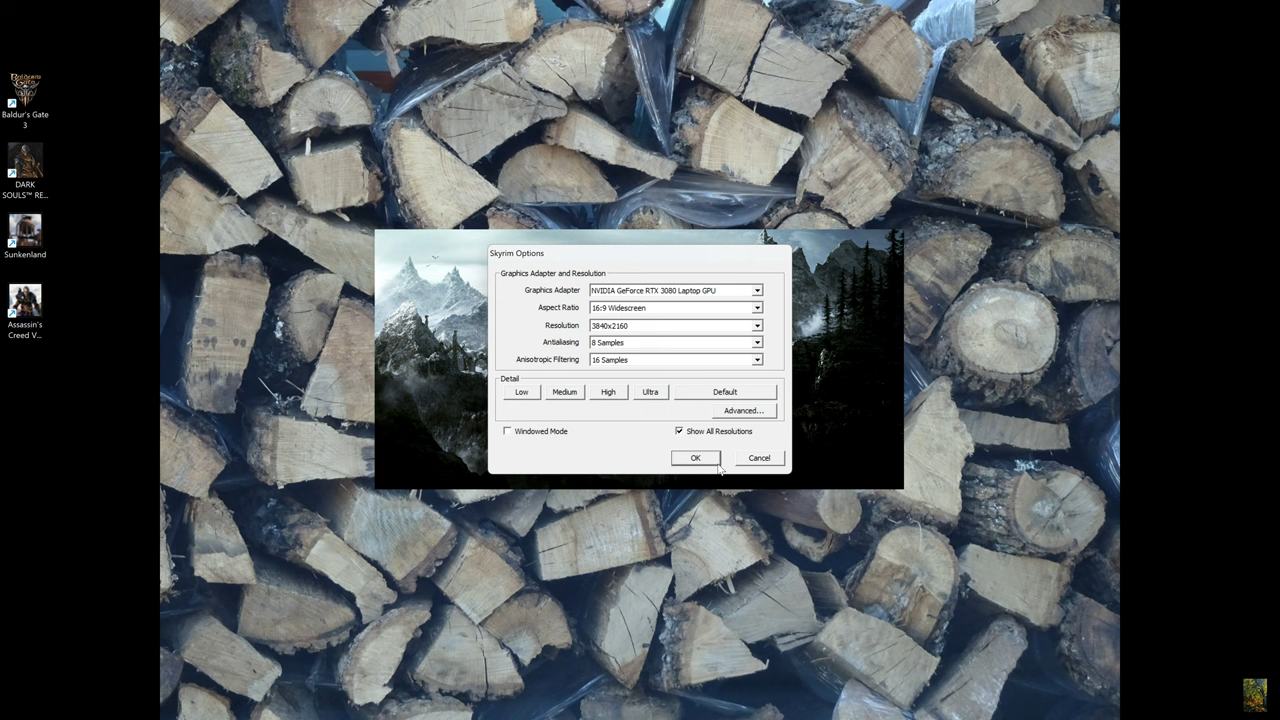 Baldur's Gate
3
DARK
SOULS™ RE...
Sunkenland
Assassin's
Creed V...
Skyrim Options
Graphics Adapter and Resolution
Graphics Adapter NVIDIA GeForce RTX 3080 Laptop GPU
Aspect Ratio 16:9 Widescreen
Resolution 3840x2160
Antialiasing 8 Samples
Anisotropic Filtering 16 Samples
Detail
Low Medium High Ultra Default
Advanced...
Windowed Mode Show All Resolutions
OK Cancel